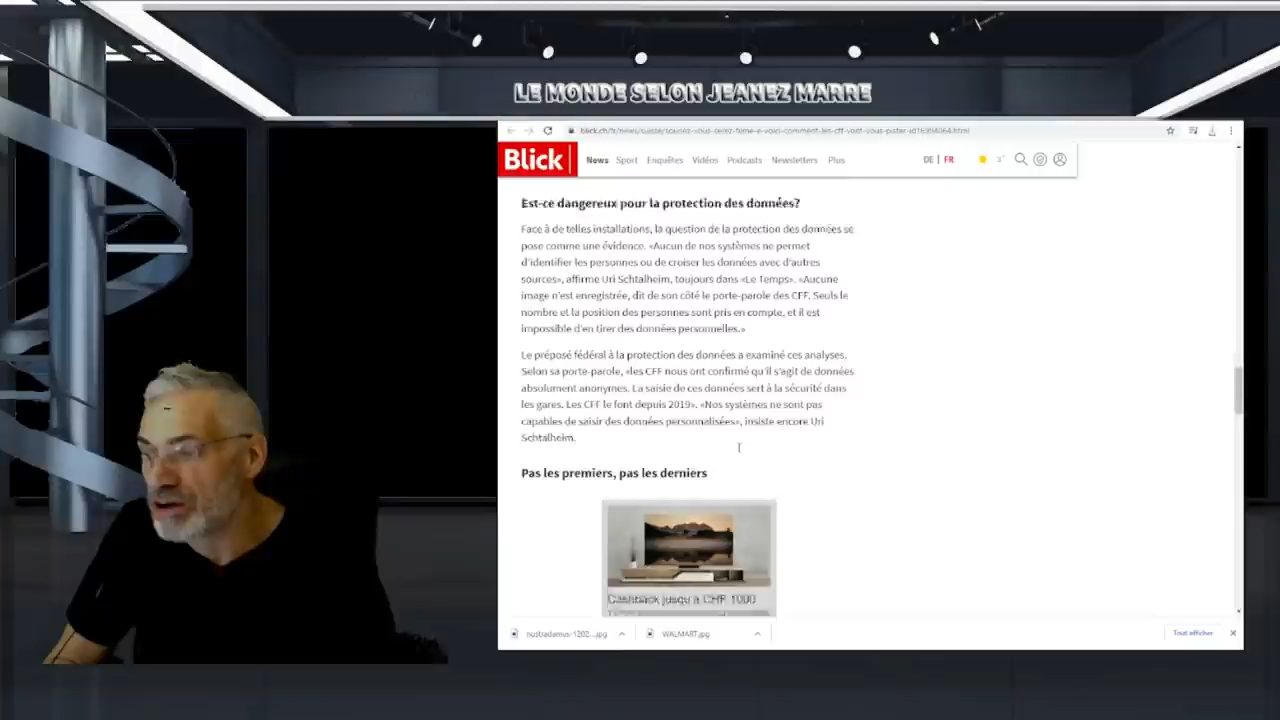 LE MONDE SELON JEANEZ MARRE
Blick
News Sport Enquêtes Vidéos Podcasts Newsletters Plus
DE | FR
3°
Est-ce dangereux pour la protection des données?
Face à de telles installations, la question de la protection des données se
pose comme une évidence. «Aucun de nos systèmes ne permet
d'identifier les personnes ou de croiser les données avec d'autres
sources», affirme Uri Schtalheim, toujours dans «Le Temps». «Aucune
image n'est enregistrée, dit de son côté le porte-parole des CFF. Seuls le
nombre et la position des personnes sont pris en compte, et il est
impossible d'en tirer des données personnelles.»
Le préposé fédéral à la protection des données a examiné ces analyses.
Selon sa porte-parole, «les CFF nous ont confirmé qu'il s'agit de données
absolument anonymes. La saisie de ces données sert à la sécurité dans
les gares. Les CFF le font depuis 2019». «Nos systèmes ne sont pas
capables de saisir des données personnalisées», insiste encore Uri
Schtalheim.
Pas les premiers, pas les derniers
Cashback jusqu'à CHF 1000
nostradamus-1202...jpg
WALMART.jpg
Tout afficher